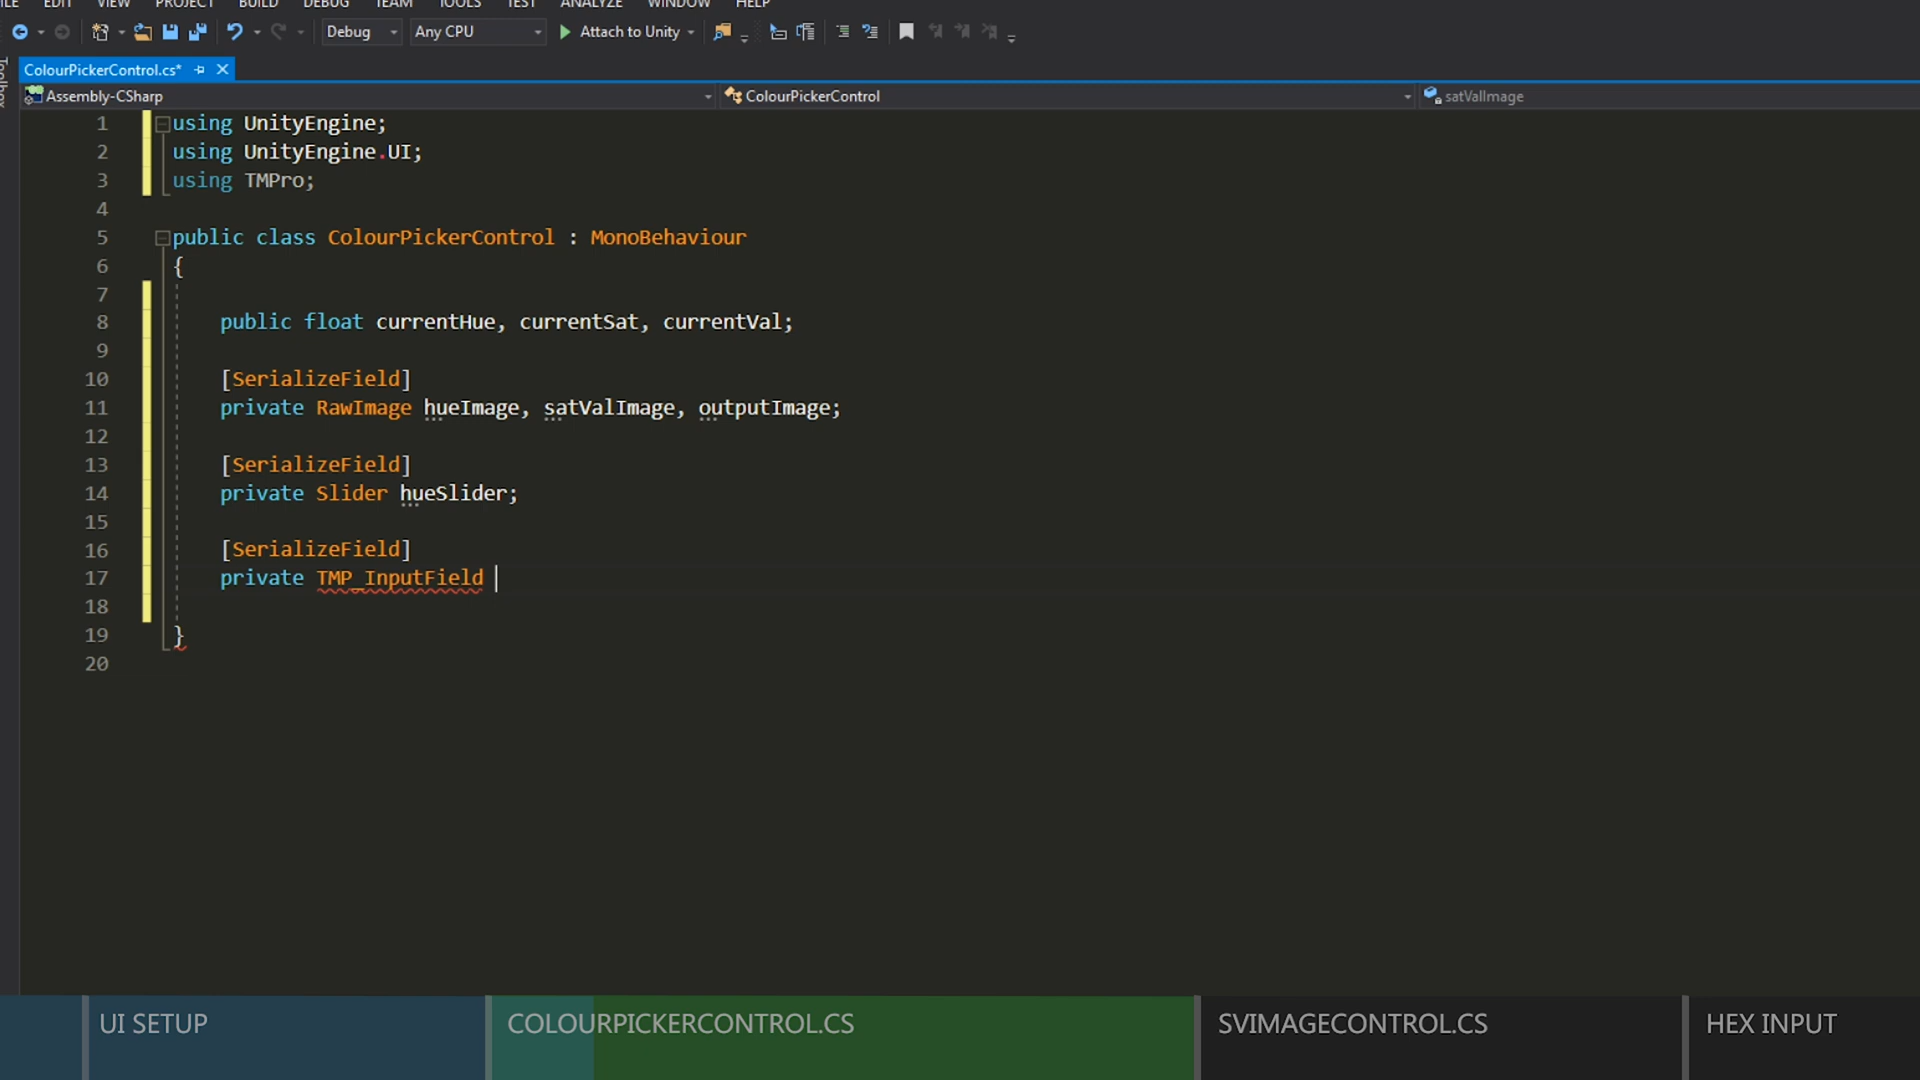 EDIT VIEW PROJECT BUILD DEBUG TEAM TOOLS TEST ANALYZE WINDOW HELP
Debug Any CPU Attach to Unity
Toolbox
ColourPickerControl.cs*
Assembly-CSharp ColourPickerControl satValImage
1 using UnityEngine;
2 using UnityEngine.UI;
3 using TMPro;
4
5 public class ColourPickerControl : MonoBehaviour
6 {
7
8 public float currentHue, currentSat, currentVal;
9
10 [SerializeField]
11 private RawImage hueImage, satValImage, outputImage;
12
13 [SerializeField]
14 private Slider hueSlider;
15
16 [SerializeField]
17 private TMP_InputField
18
19 }
20
UI SETUP COLOURPICKERCONTROL.CS SVIMAGECONTROL.CS HEX INPUT